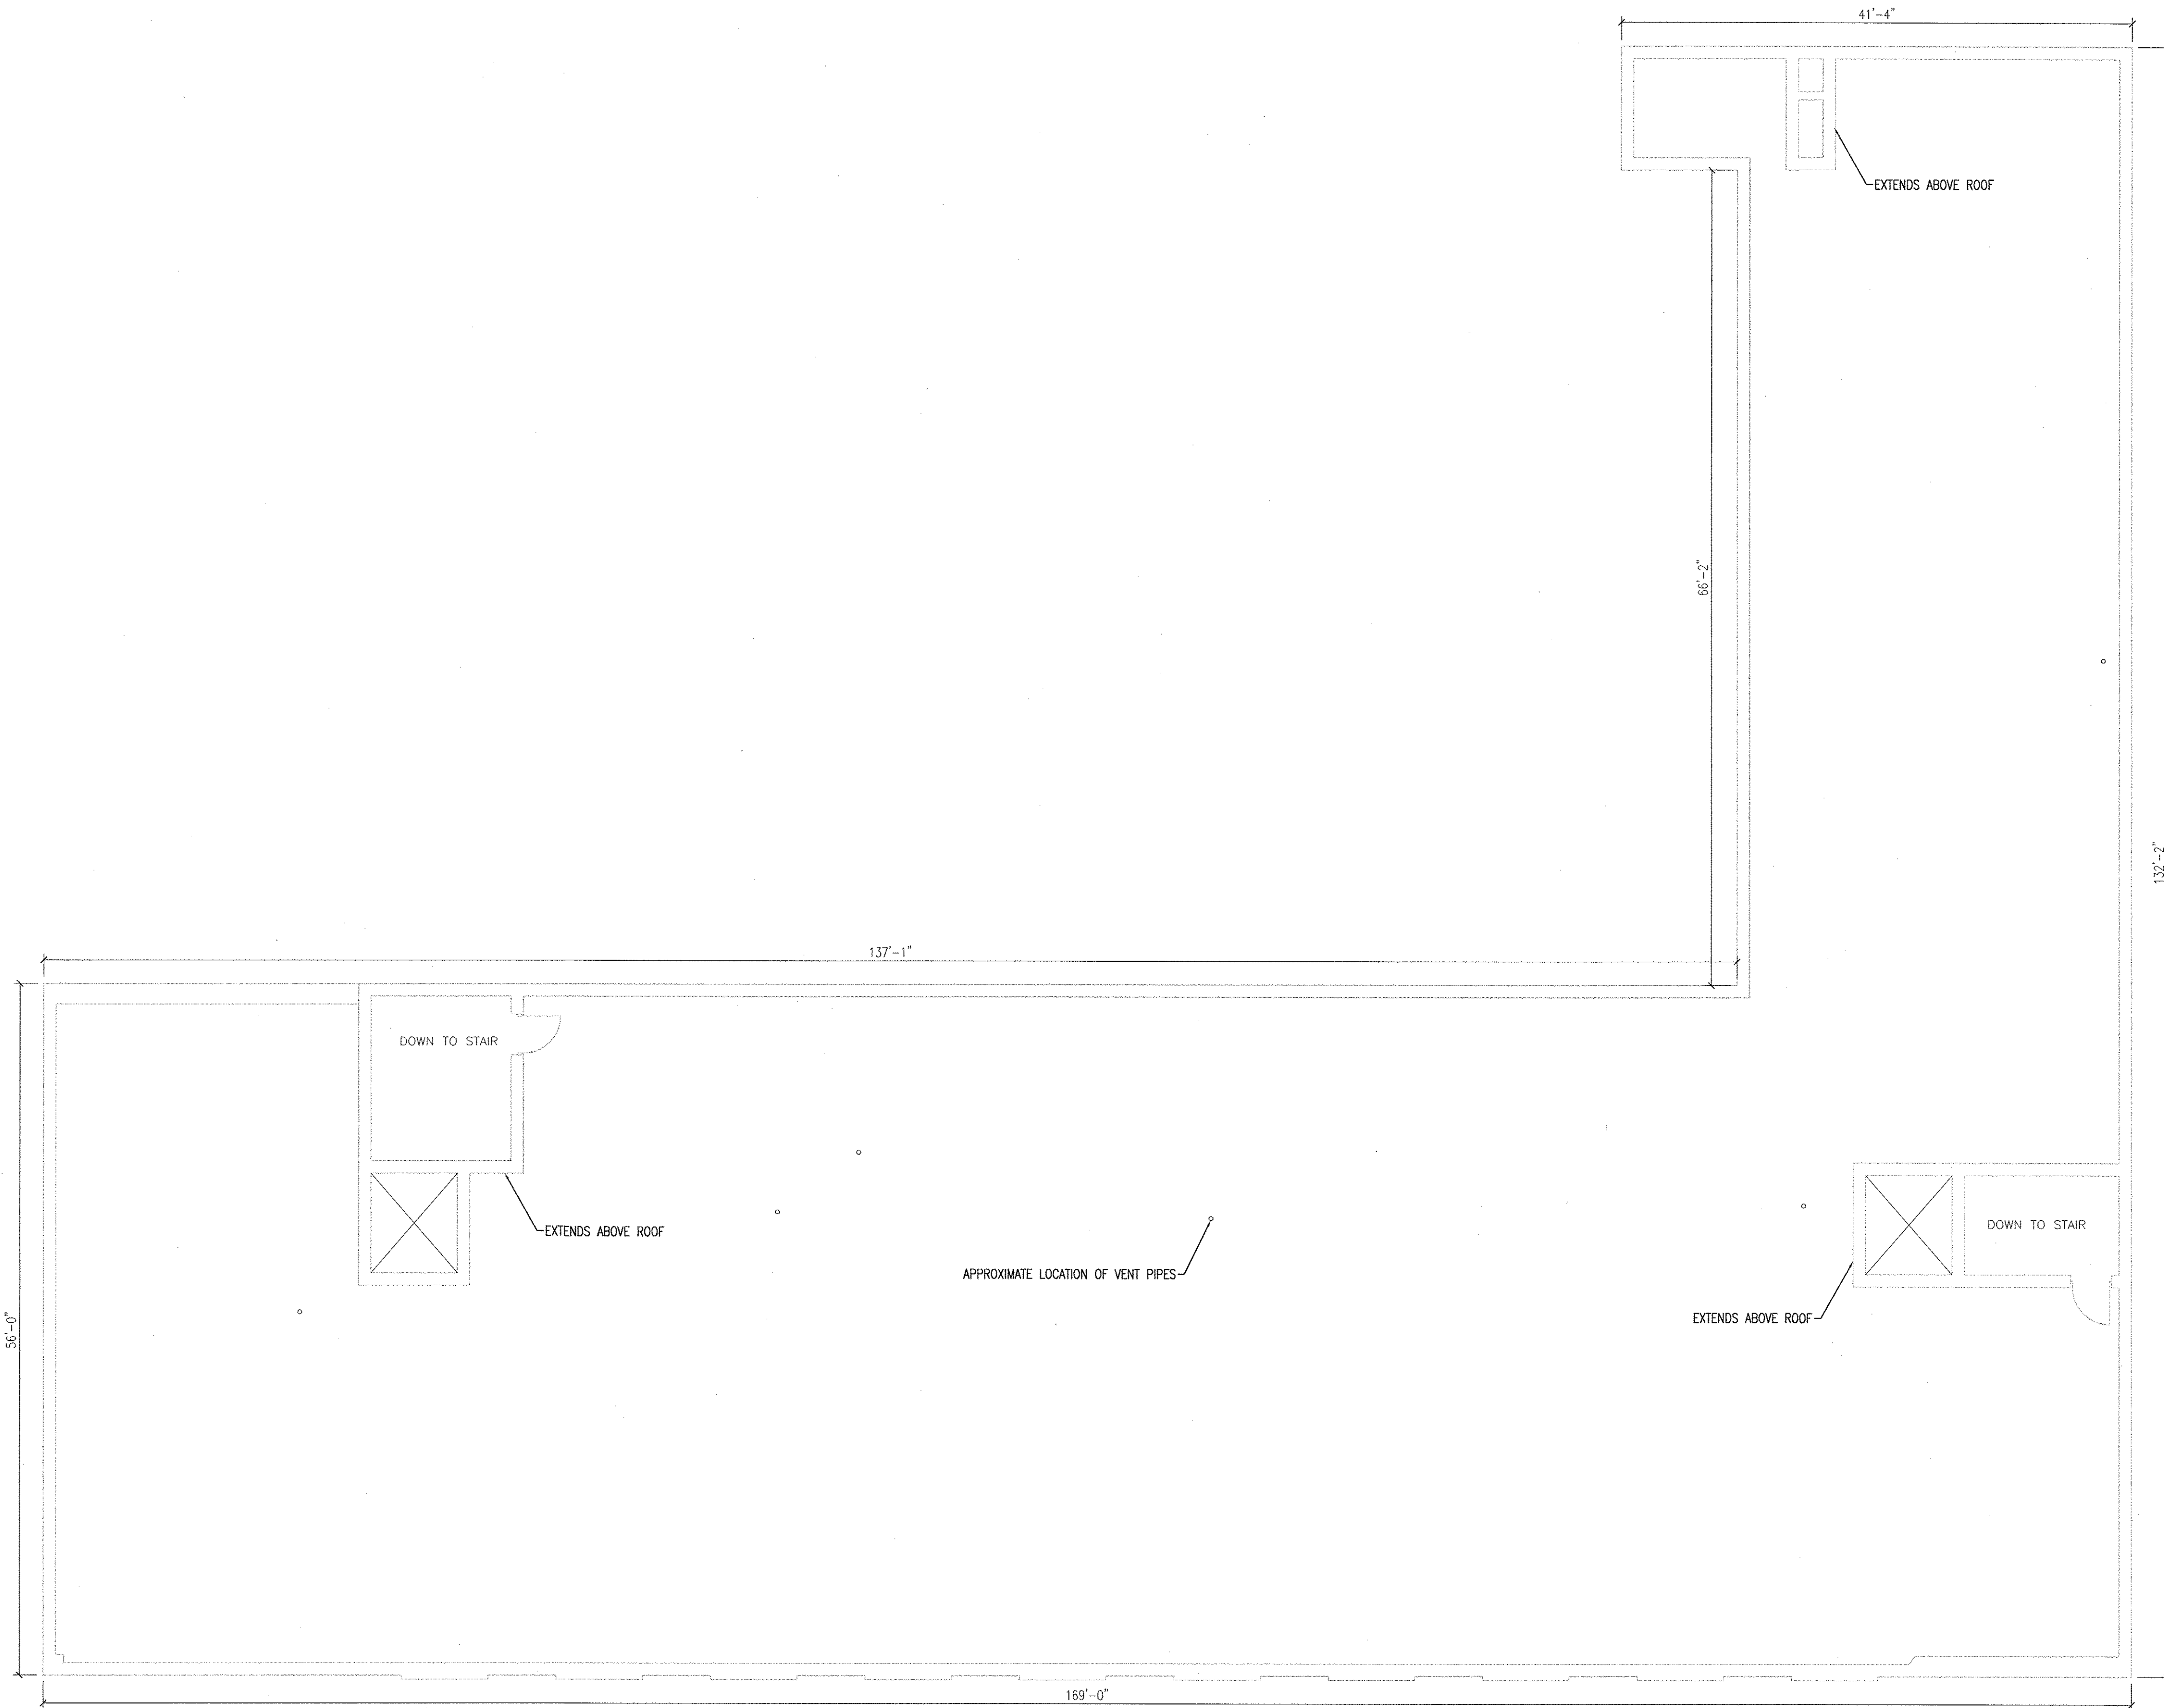 41'-4"
EXTENDS ABOVE ROOF
66'-2"
132'-2"
137'-1"
DOWN TO STAIR
EXTENDS ABOVE ROOF
DOWN TO STAIR
APPROXIMATE LOCATION OF VENT PIPES
EXTENDS ABOVE ROOF
56'-0"
169'-0"